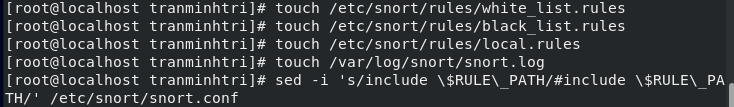 [root@localhost tranminhtri]# touch /etc/snort/rules/white_list.rules
[root@localhost tranminhtri]# touch /etc/snort/rules/black_list.rules
[root@localhost tranminhtri]# touch /etc/snort/rules/local.rules
[root@localhost tranminhtri]# touch /var/log/snort/snort.log
[root@localhost tranminhtri]# sed -i 's/include \$RULE\_PATH/#include \$RULE\_PA
TH/' /etc/snort/snort.conf